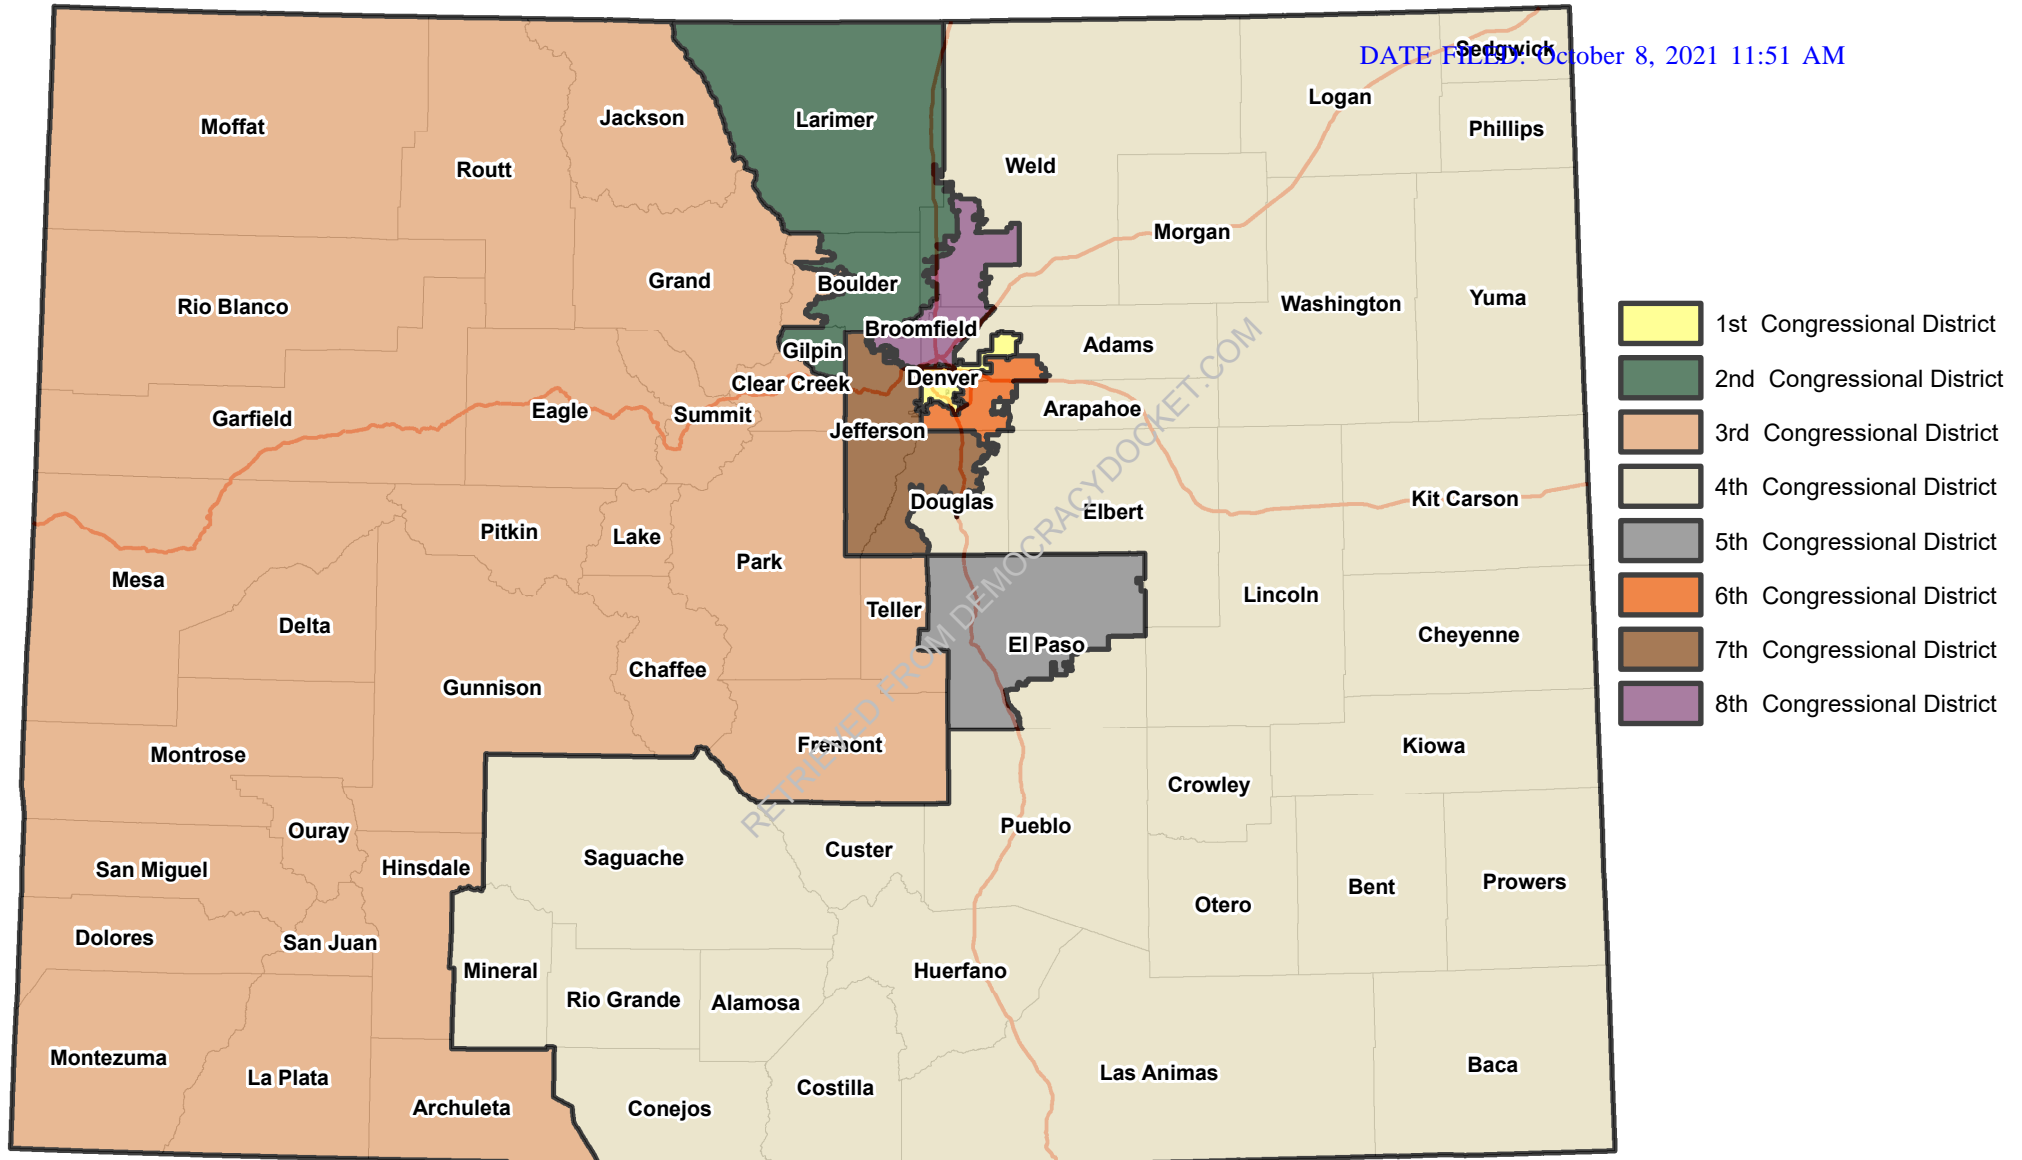 DATE FILED: October 8, 2021 11:51 AM
Sedgwick
Logan
Jackson
Larimer
Moffat
Phillips
Weld
Routt
Morgan
Grand
Boulder
Rio Blanco
Washington
Yuma
Broomfield
Gilpin
Adams
Denver
Clear Creek
Eagle
Summit
Arapahoe
Garfield
Jefferson
Douglas
Kit Carson
Elbert
Pitkin
Lake
Park
Mesa
Lincoln
Teller
Delta
Cheyenne
El Paso
Chaffee
Gunnison
Fremont
Kiowa
Montrose
Crowley
Pueblo
Ouray
Custer
Saguache
Hinsdale
San Miguel
Prowers
Bent
Otero
Dolores
San Juan
Mineral
Huerfano
Rio Grande
Alamosa
Montezuma
Baca
Las Animas
La Plata
Costilla
Archuleta
Conejos
RETRIEVED FROM DEMOCRACYDOCKET.COM
1st Congressional District
2nd Congressional District
3rd Congressional District
4th Congressional District
5th Congressional District
6th Congressional District
7th Congressional District
8th Congressional District